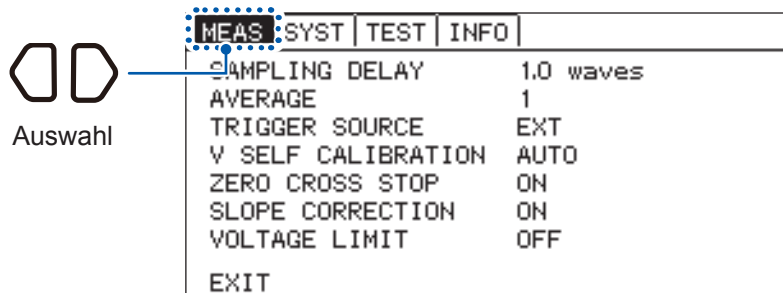 MEAS SYST TEST INFO
SAMPLING DELAY 1.0 waves
Auswahl
AVERAGE 1
TRIGGER SOURCE EXT
V SELF CALIBRATION AUTO
ZERO CROSS STOP ON
SLOPE CORRECTION ON
VOLTAGE LIMIT OFF
EXIT